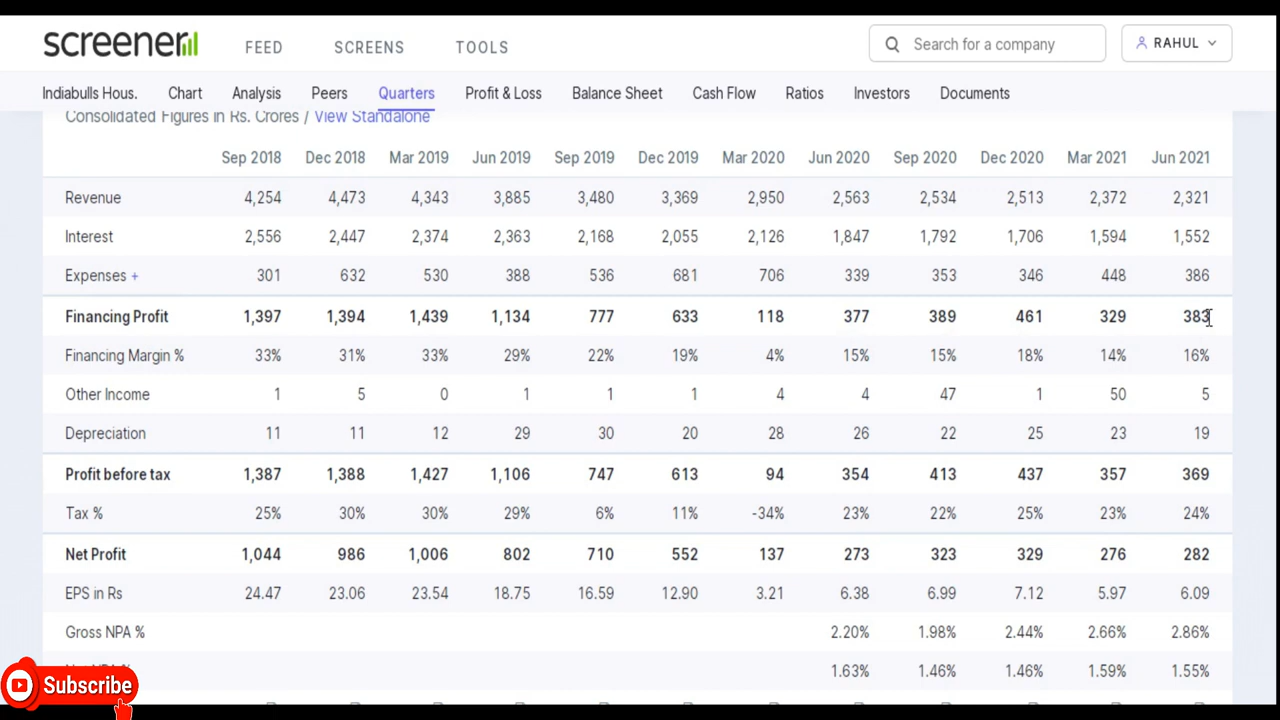 screener FEED SCREENS TOOLS Search for a company RAHUL
Indiabulls Hous. Chart Analysis Peers Quarters Profit & Loss Balance Sheet Cash Flow Ratios Investors Documents
Consolidated Figures in Rs. Crores / View Standalone
Sep 2018 Dec 2018 Mar 2019 Jun 2019 Sep 2019 Dec 2019 Mar 2020 Jun 2020 Sep 2020 Dec 2020 Mar 2021 Jun 2021
Revenue 4,254 4,473 4,343 3,885 3,480 3,369 2,950 2,563 2,534 2,513 2,372 2,321
Interest 2,556 2,447 2,374 2,363 2,168 2,055 2,126 1,847 1,792 1,706 1,594 1,552
Expenses + 301 632 530 388 536 681 706 339 353 346 448 386
Financing Profit 1,397 1,394 1,439 1,134 777 633 118 377 389 461 329 383
Financing Margin % 33% 31% 33% 29% 22% 19% 4% 15% 15% 18% 14% 16%
Other Income 1 5 0 1 1 1 4 4 47 1 50 5
Depreciation 11 11 12 29 30 20 28 26 22 25 23 19
Profit before tax 1,387 1,388 1,427 1,106 747 613 94 354 413 437 357 369
Tax % 25% 30% 30% 29% 6% 11% -34% 23% 22% 25% 23% 24%
Net Profit 1,044 986 1,006 802 710 552 137 273 323 329 276 282
EPS in Rs 24.47 23.06 23.54 18.75 16.59 12.90 3.21 6.38 6.99 7.12 5.97 6.09
Gross NPA % 2.20% 1.98% 2.44% 2.66% 2.86%
1.63% 1.46% 1.46% 1.59% 1.55%
Subscribe